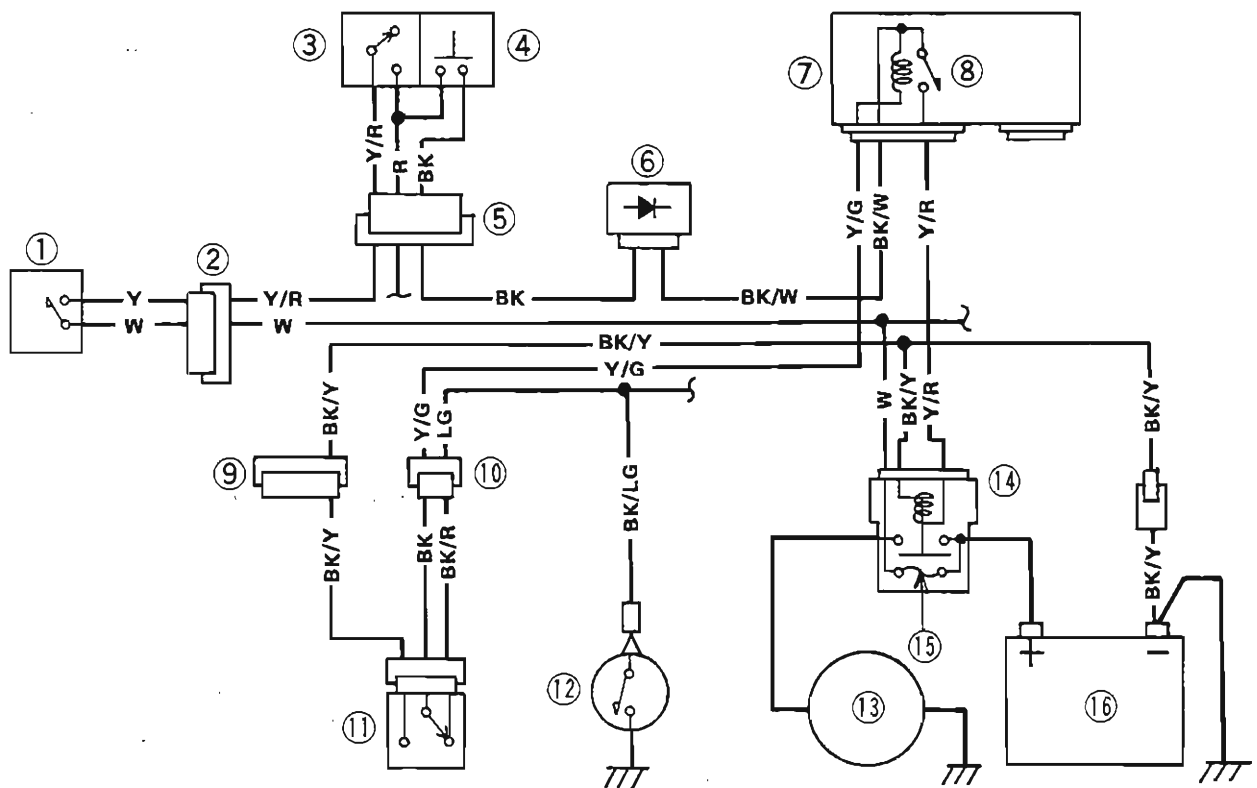 ③ ④
⑦ ⑧
Y/R R BK
⑥
⑤
Y/G BK/W Y/R
① ②
Y Y/R BK BK/W
W W
BK/Y
Y/G
BK/Y Y/G LG W BK/Y Y/R BK/Y
⑨ ⑩
BK/LG
⑭
BK/Y BK BK/R BK/Y
⑮
+ −
⑪ ⑫ ⑬ ⑯